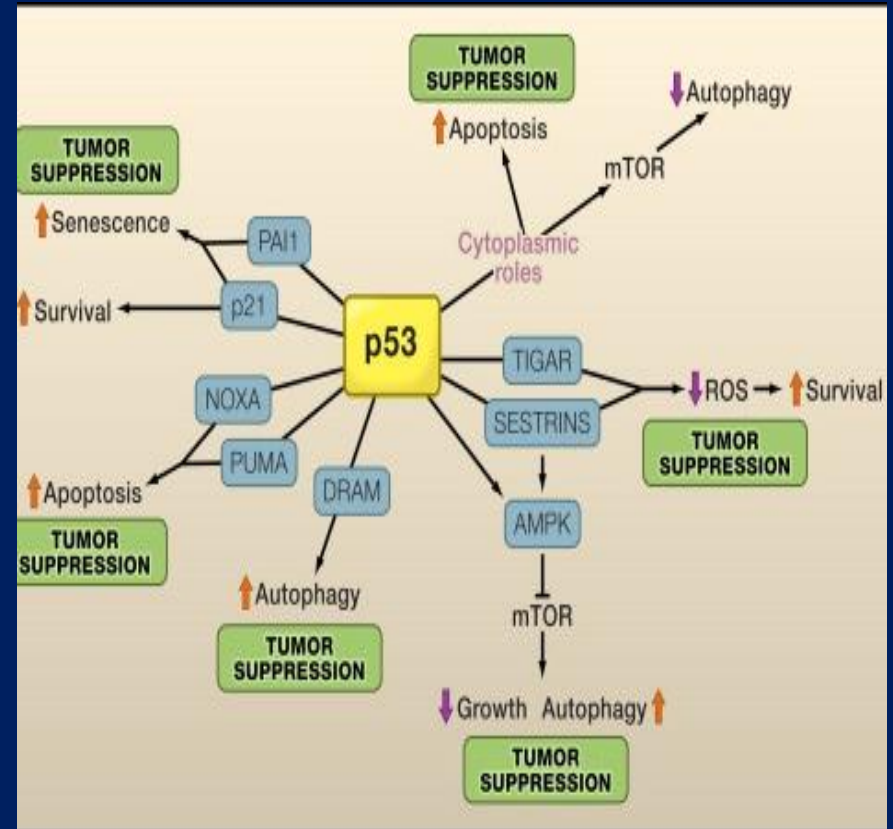 TUMOR
SUPPRESSION
Apoptosis
Autophagy
mTOR
Cytoplasmic
roles
TUMOR
SUPPRESSION
Senescence
PAI1
p21
Survival
p53
NOXA
PUMA
Apoptosis
TUMOR
SUPPRESSION
DRAM
Autophagy
TUMOR
SUPPRESSION
TIGAR
SESTRINS
ROS
Survival
TUMOR
SUPPRESSION
AMPK
mTOR
Growth Autophagy
TUMOR
SUPPRESSION